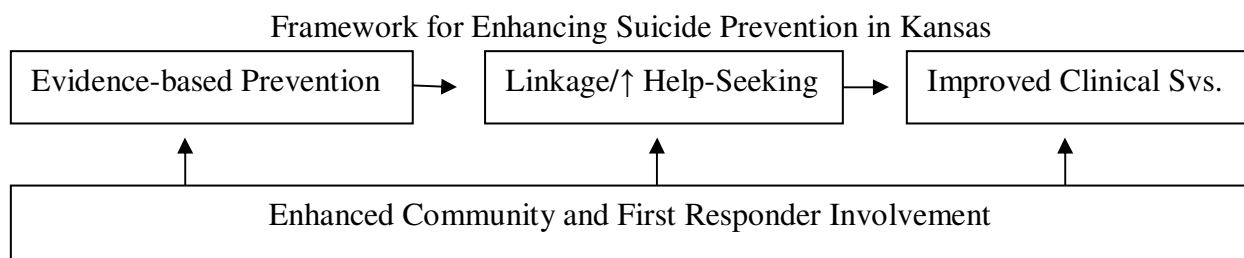 Framework for Enhancing Suicide Prevention in Kansas
Evidence-based Prevention
Linkage/↑ Help-Seeking
Improved Clinical Svs.
Enhanced Community and First Responder Involvement